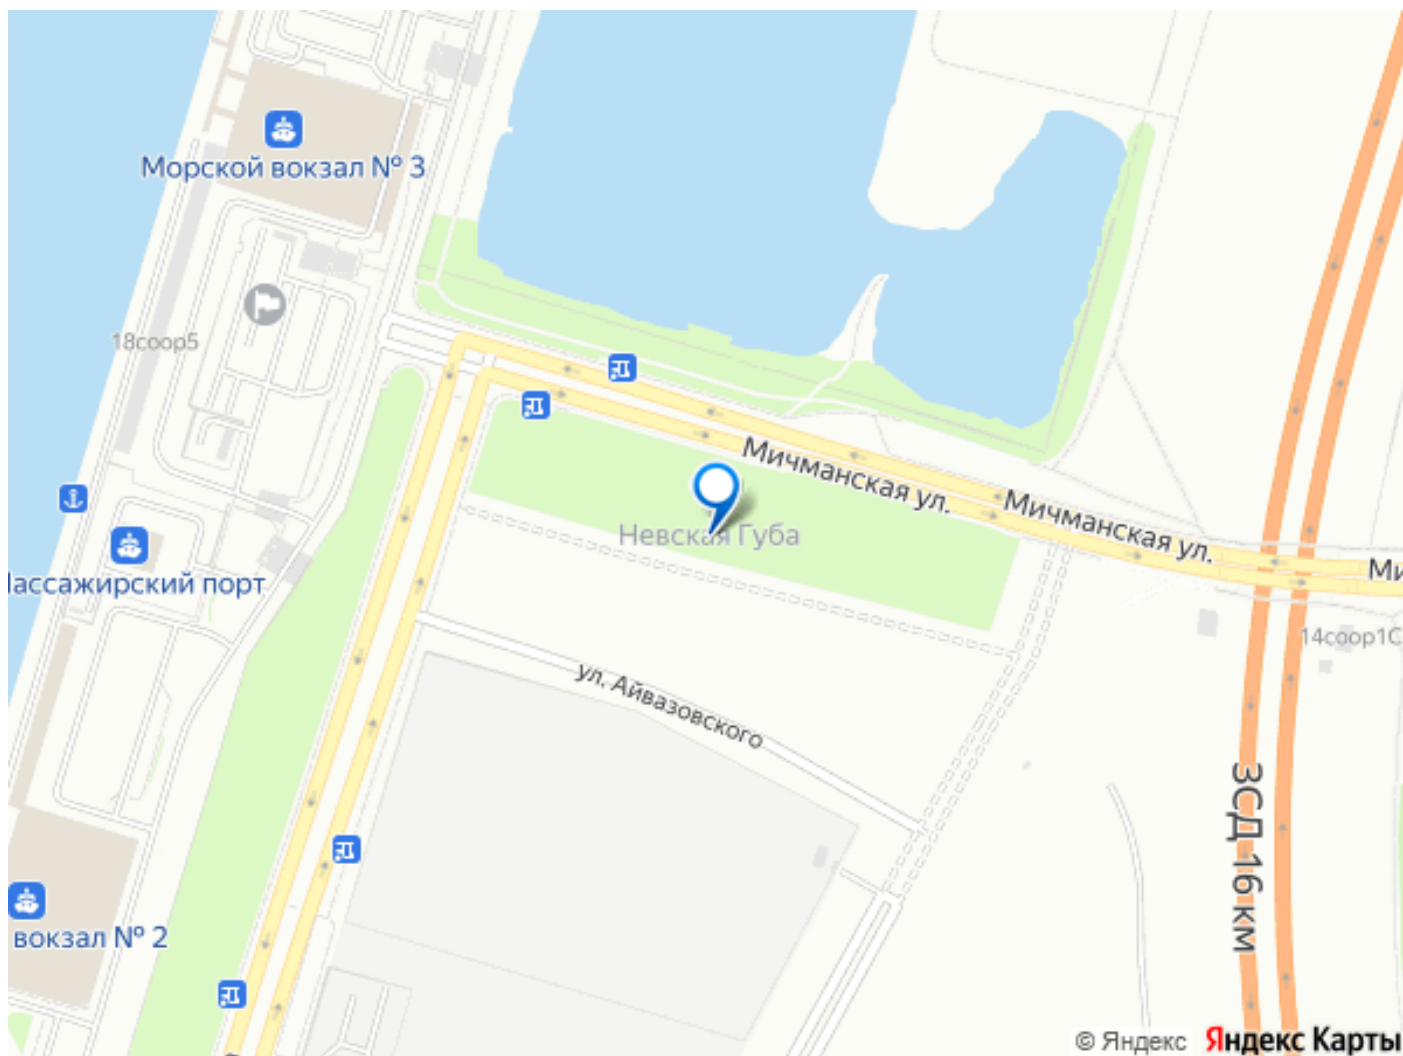 Морской вокзал № 3
18соор5
Мичманская ул.
Мичманская ул.
Невская Губа
Ми
Пассажирский порт
14соор1С
ул. Айвазовского
ЗСД 16 км
вокзал № 2
© Яндекс Яндекс Карты